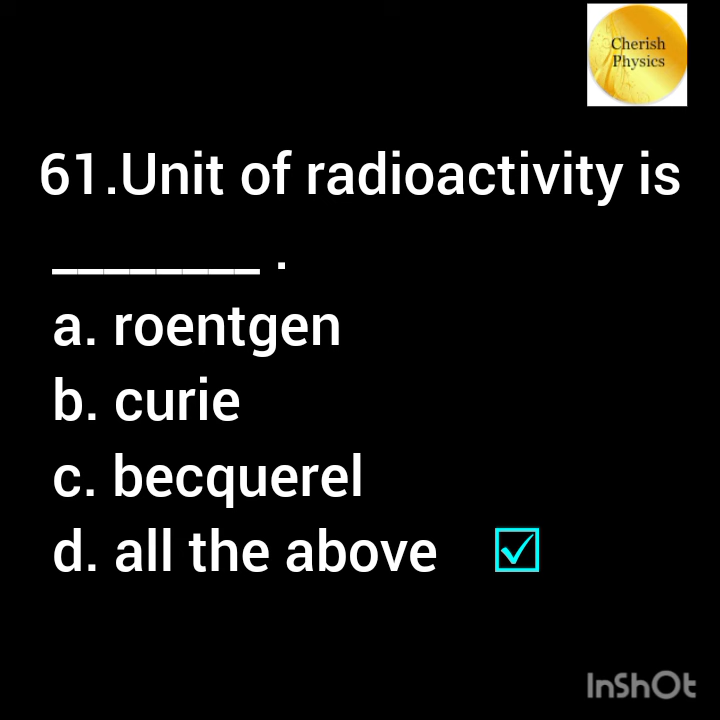 Cherish
Physics
61.Unit of radioactivity is
________ .
a. roentgen
b. curie
c. becquerel
d. all the above ☑
InShOt